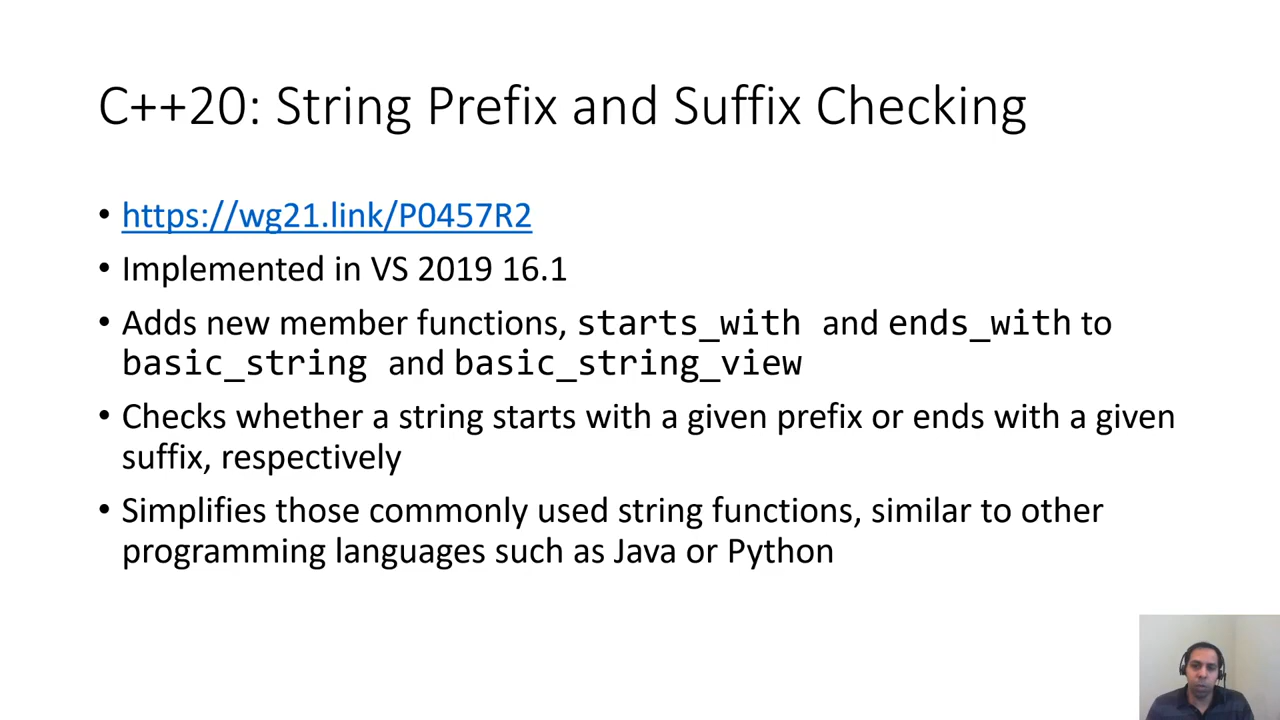 C++20: String Prefix and Suffix Checking
• https://wg21.link/P0457R2
• Implemented in VS 2019 16.1
• Adds new member functions, starts_with and ends_with to
basic_string and basic_string_view
• Checks whether a string starts with a given prefix or ends with a given
suffix, respectively
• Simplifies those commonly used string functions, similar to other
programming languages such as Java or Python